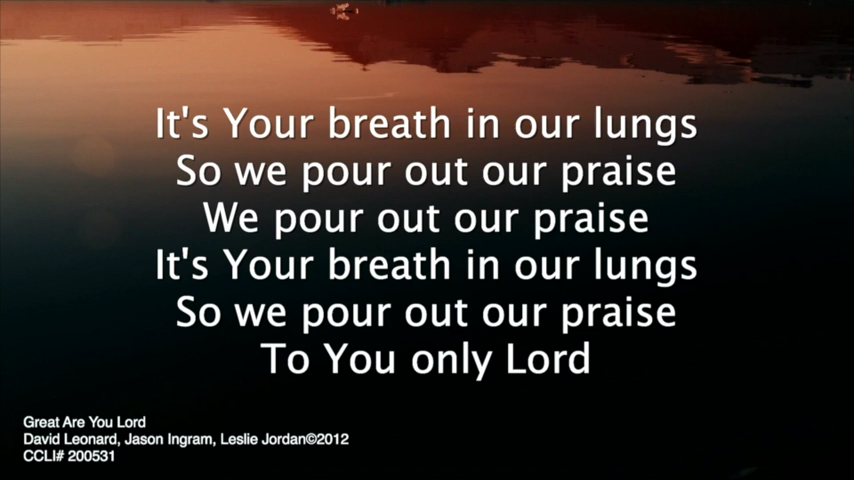 It's Your breath in our lungs
So we pour out our praise
We pour out our praise
It's Your breath in our lungs
So we pour out our praise
To You only Lord
Great Are You Lord
David Leonard, Jason Ingram, Leslie Jordan©2012
CCLI# 200531